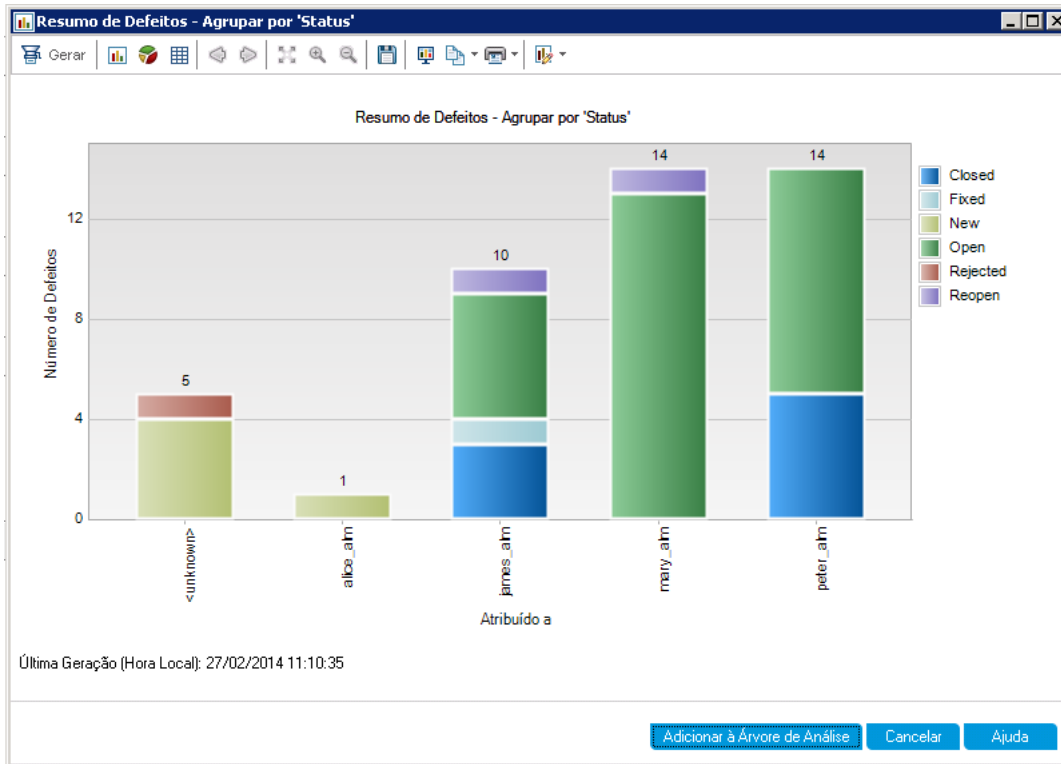 Resumo de Defeitos - Agrupar por 'Status'
Gerar
Resumo de Defeitos - Agrupar por 'Status'
Número de Defeitos
12
8
4
0
5
1
10
14
14
Closed
Fixed
New
Open
Rejected
Reopen
<unknown>
alice_alm
james_alm
mary_alm
peter_alm
Atribuído a
Última Geração (Hora Local): 27/02/2014 11:10:35
Adicionar à Árvore de Análise Cancelar Ajuda